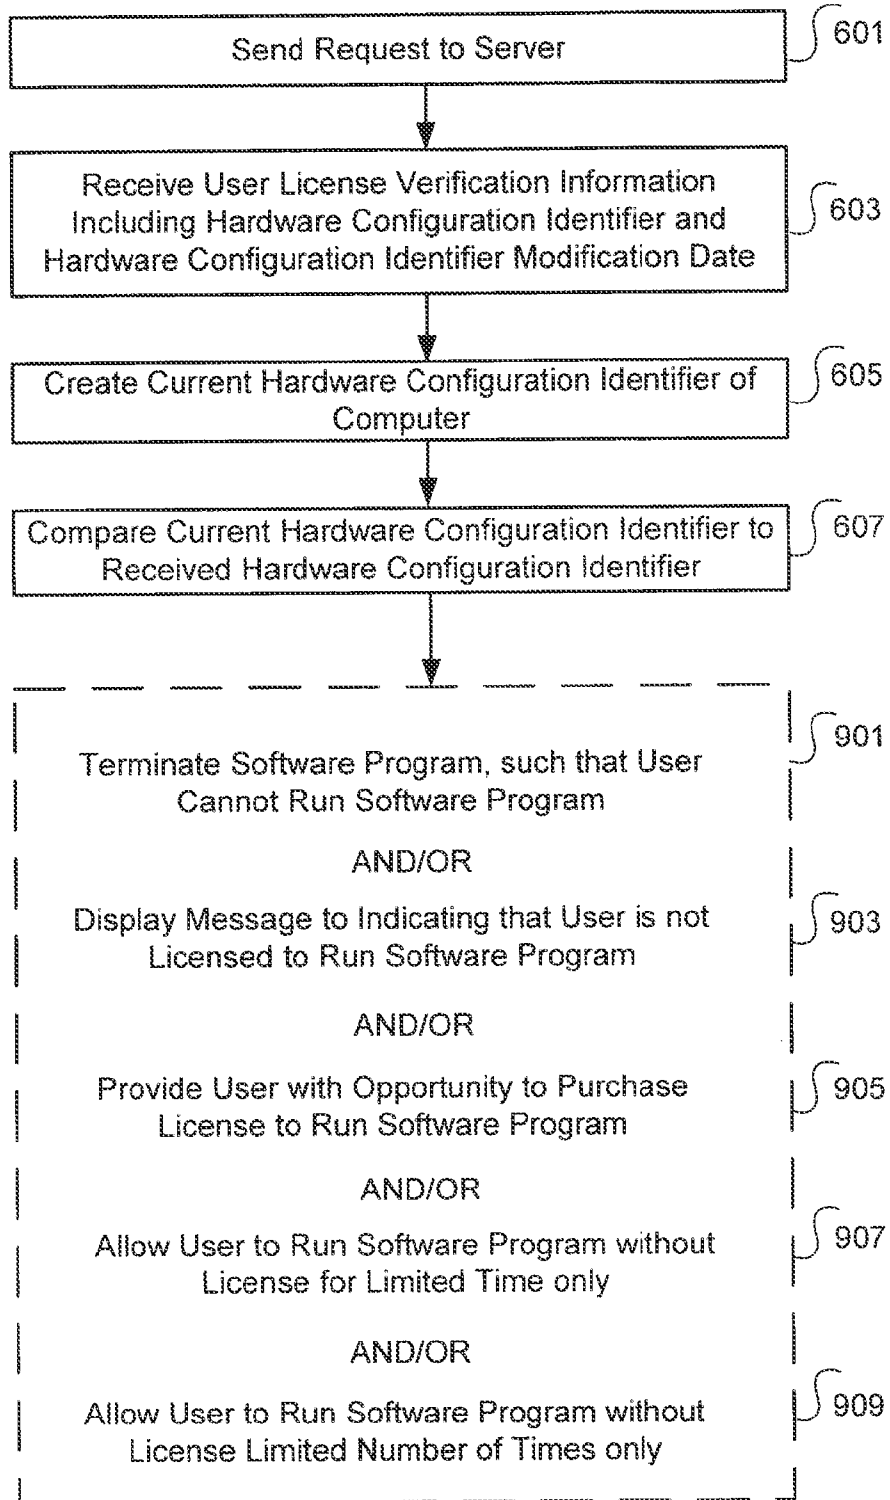 Send Request to Server
601
Receive User License Verification Information
Including Hardware Configuration Identifier and
Hardware Configuration Identifier Modification Date
603
Create Current Hardware Configuration Identifier of
Computer
605
Compare Current Hardware Configuration Identifier to
Received Hardware Configuration Identifier
607
Terminate Software Program, such that User
Cannot Run Software Program
901
AND/OR
Display Message to Indicating that User is not
Licensed to Run Software Program
903
AND/OR
Provide User with Opportunity to Purchase
License to Run Software Program
905
AND/OR
Allow User to Run Software Program without
License for Limited Time only
907
AND/OR
Allow User to Run Software Program without
License Limited Number of Times only
909